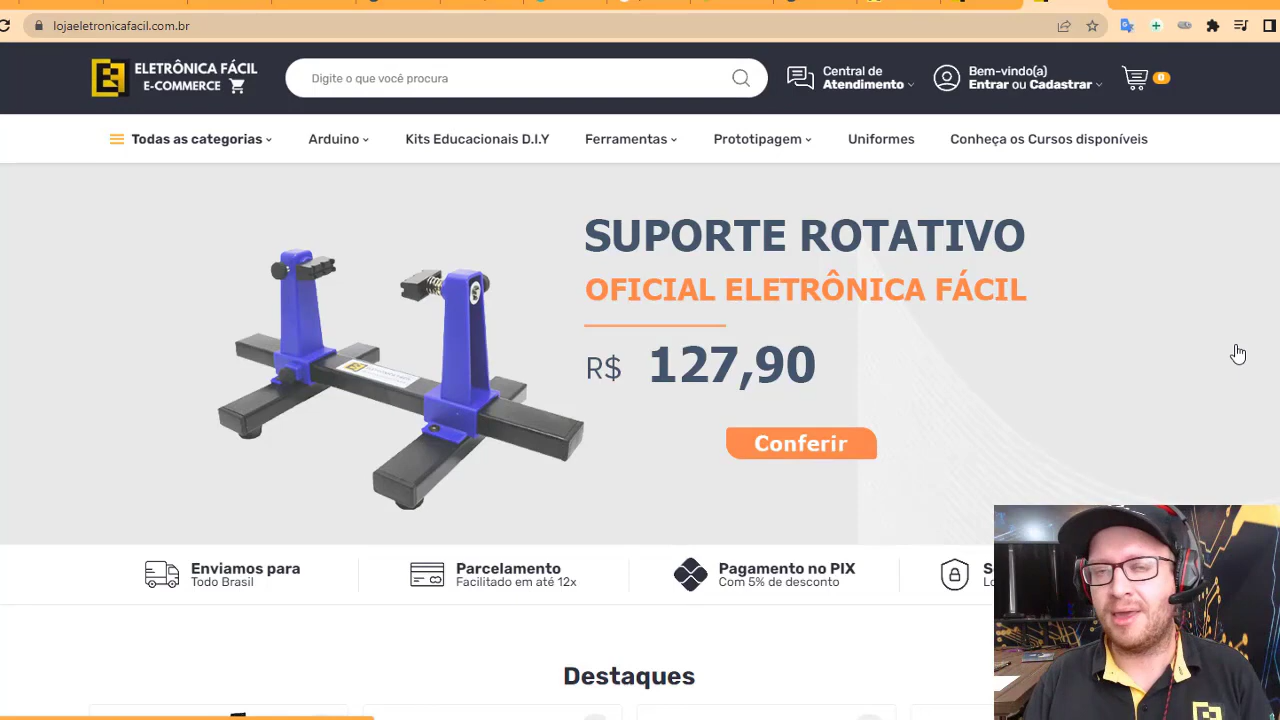 lojaeletronicafacil.com.br
ELETRÔNICA FÁCIL
E-COMMERCE
Digite o que você procura
Central de
Atendimento
Bem-vindo(a)
Entrar ou Cadastrar
0
Todas as categorias
Arduino
Kits Educacionais D.I.Y
Ferramentas
Prototipagem
Uniformes
Conheça os Cursos disponíveis
SUPORTE ROTATIVO
OFICIAL ELETRÔNICA FÁCIL
R$ 127,90
Conferir
Enviamos para
Todo Brasil
Parcelamento
Facilitado em até 12x
Pagamento no PIX
Com 5% de desconto
Destaques